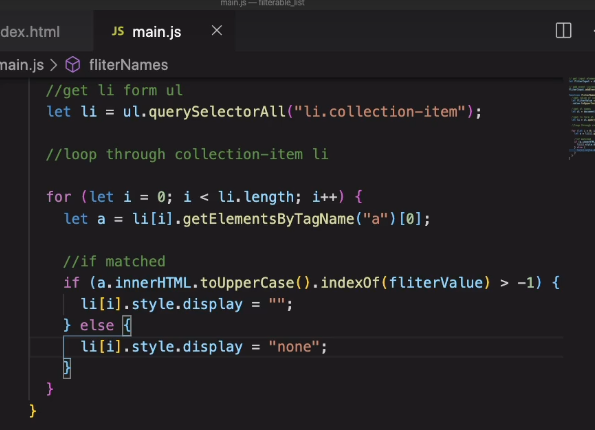 main.js — filterable_list
dex.html JS main.js ×
main.js > fliterNames
//get li form ul
let li = ul.querySelectorAll("li.collection-item");
//loop through collection-item li
for (let i = 0; i < li.length; i++) {
let a = li[i].getElementsByTagName("a")[0];
//if matched
if (a.innerHTML.toUpperCase().indexOf(fliterValue) > -1) {
li[i].style.display = "";
} else {
li[i].style.display = "none";
}
}
}